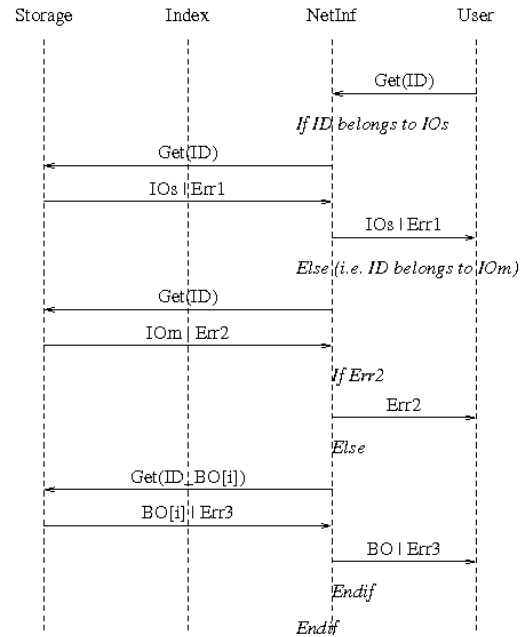 Storage Index NetInf User
Get(ID)
If ID belongs to IOs
Get(ID)
IOs | Err1
IOs | Err1
Else (i.e. ID belongs to IOm)
Get(ID)
IOm | Err2
If Err2
Err2
Else
Get(ID_BO[i])
BO[i] | Err3
BO | Err3
Endif
Endif